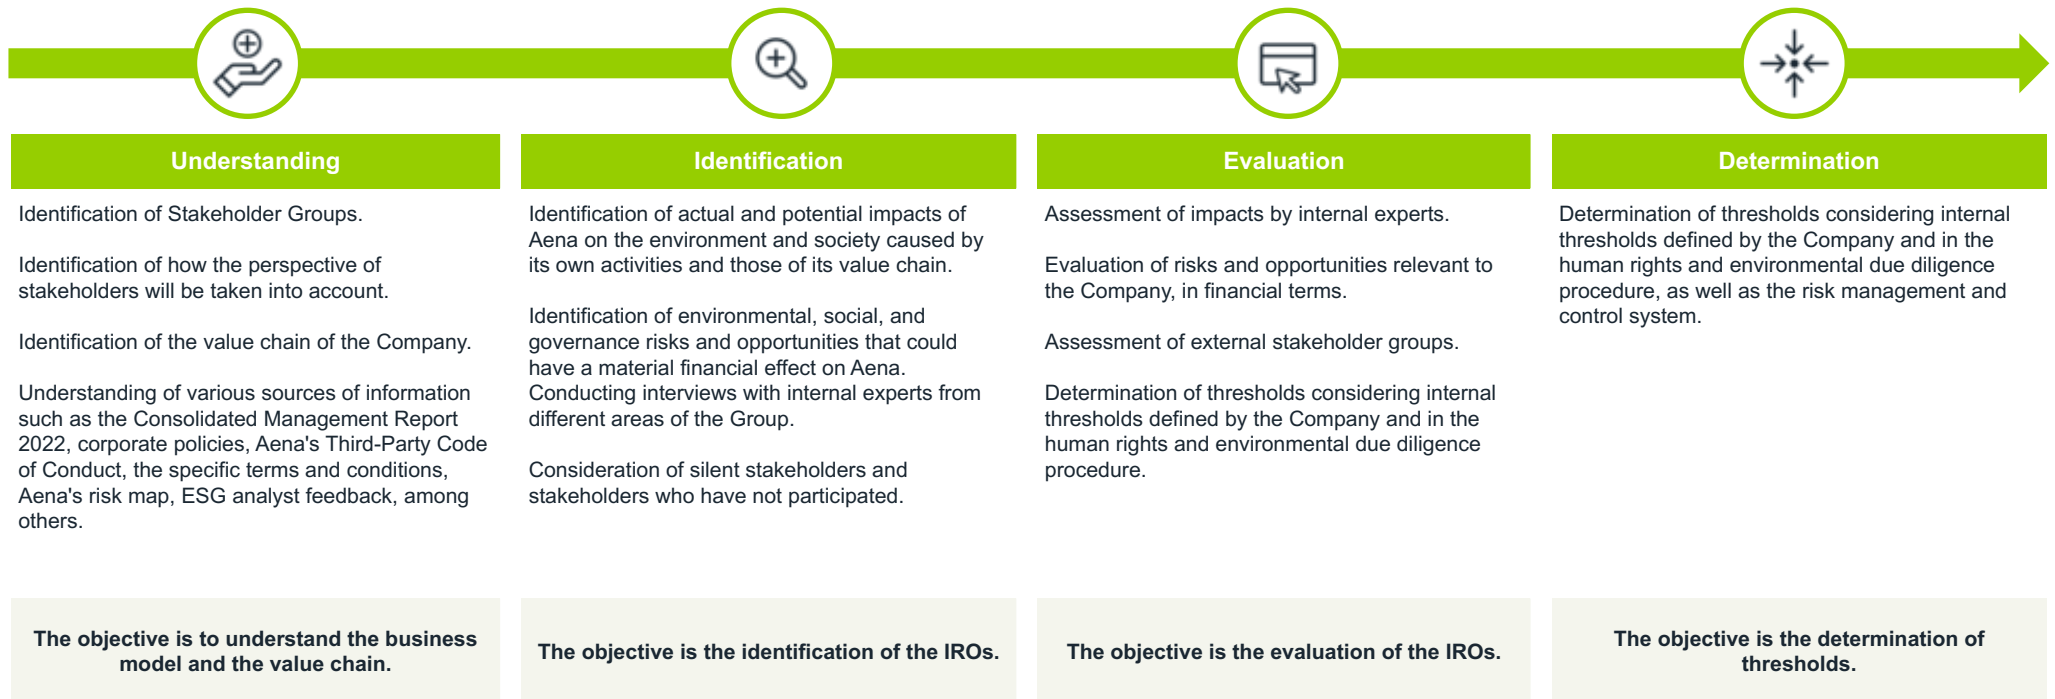 Understanding
Identification of Stakeholder Groups.
Identification of how the perspective of
stakeholders will be taken into account.
Identification of the value chain of the Company.
Understanding of various sources of information
such as the Consolidated Management Report
2022, corporate policies, Aena's Third-Party Code
of Conduct, the specific terms and conditions,
Aena's risk map, ESG analyst feedback, among
others.
The objective is to understand the business
model and the value chain.
Identification
Identification of actual and potential impacts of
Aena on the environment and society caused by
its own activities and those of its value chain.
Identification of environmental, social, and
governance risks and opportunities that could
have a material financial effect on Aena.
Conducting interviews with internal experts from
different areas of the Group.
Consideration of silent stakeholders and
stakeholders who have not participated.
The objective is the identification of the IROs.
Evaluation
Assessment of impacts by internal experts.
Evaluation of risks and opportunities relevant to
the Company, in financial terms.
Assessment of external stakeholder groups.
Determination of thresholds considering internal
thresholds defined by the Company and in the
human rights and environmental due diligence
procedure.
The objective is the evaluation of the IROs.
Determination
Determination of thresholds considering internal
thresholds defined by the Company and in the
human rights and environmental due diligence
procedure, as well as the risk management and
control system.
The objective is the determination of
thresholds.